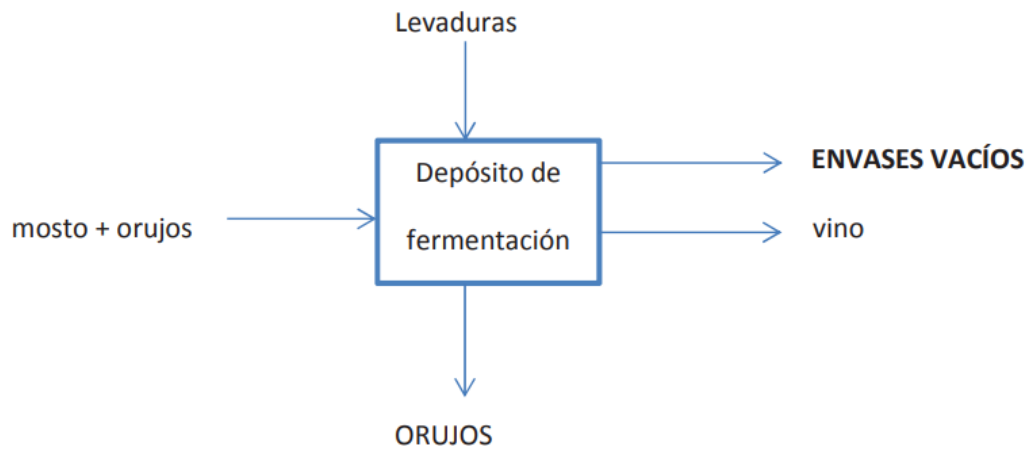 Levaduras
Depósito de
fermentación
mosto + orujos
ENVASES VACÍOS
vino
ORUJOS